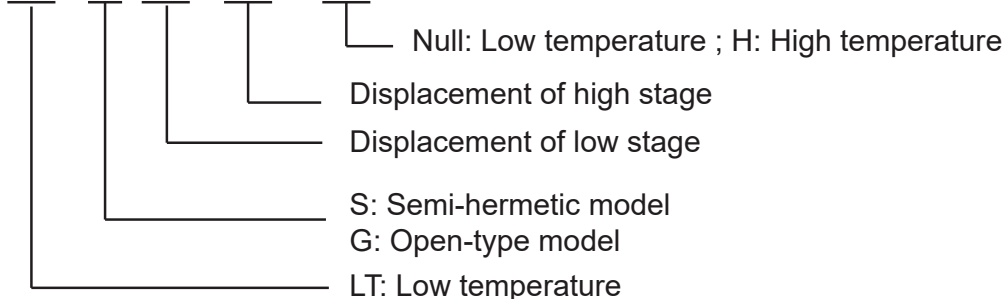 Null: Low temperature ; H: High temperature
Displacement of high stage
Displacement of low stage
S: Semi-hermetic model
G: Open-type model
LT: Low temperature